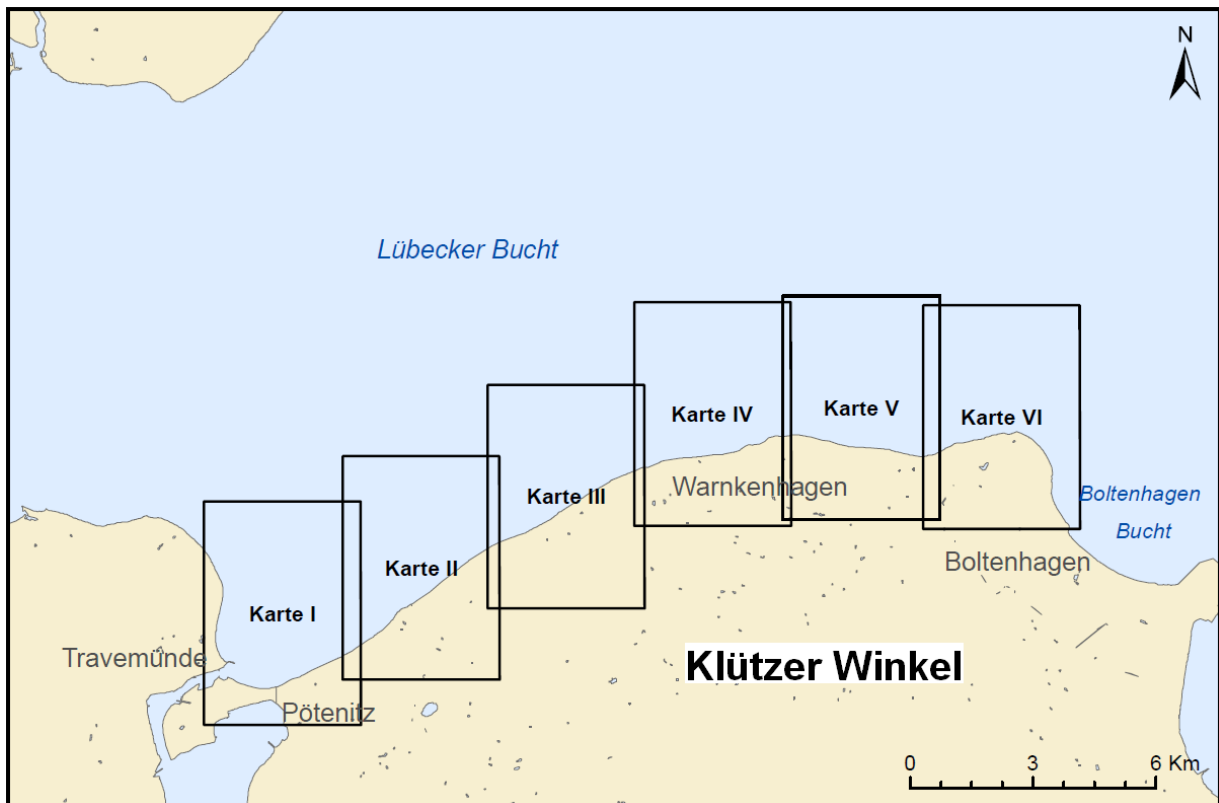 N
Lübecker Bucht
Karte IV
Karte V
Karte VI
Karte III
Warnkenhagen
Boltenhagen
Bucht
Karte II
Boltenhagen
Karte I
Travemünde
Klützer Winkel
Pötenitz
0 3 6 Km